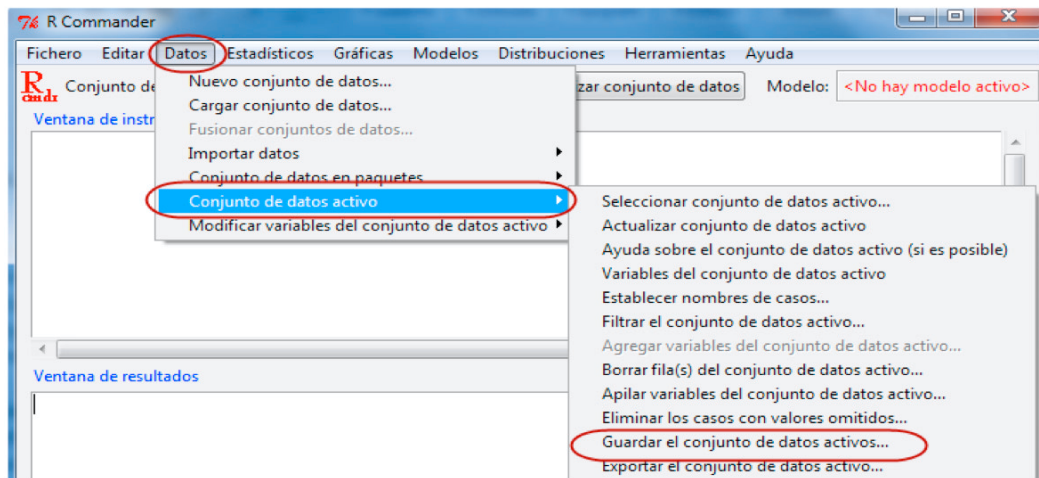 R Commander
Fichero Editar Datos Estadísticos Gráficas Modelos Distribuciones Herramientas Ayuda
Rcmdr Conjunto de zar conjunto de datos Modelo: <No hay modelo activo>
Ventana de instr
Nuevo conjunto de datos...
Cargar conjunto de datos...
Fusionar conjuntos de datos...
Importar datos
Conjunto de datos en paquetes
Conjunto de datos activo
Modificar variables del conjunto de datos activo
Seleccionar conjunto de datos activo...
Actualizar conjunto de datos activo
Ayuda sobre el conjunto de datos activo (si es posible)
Variables del conjunto de datos activo
Establecer nombres de casos...
Filtrar el conjunto de datos activo...
Agregar variables del conjunto de datos activo...
Borrar fila(s) del conjunto de datos activo...
Apilar variables del conjunto de datos activo...
Eliminar los casos con valores omitidos...
Guardar el conjunto de datos activos...
Exportar el conjunto de datos activo...
Ventana de resultados